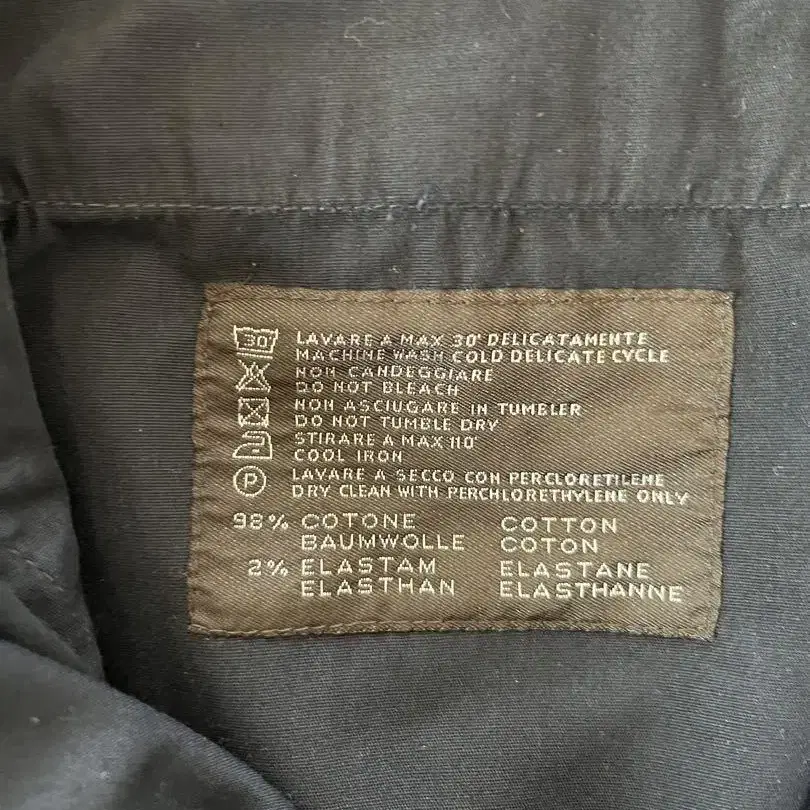 30 LAVARE A MAX 30° DELICATAMENTE
MACHINE WASH COLD DELICATE CYCLE
NON CANDEGGIARE
DO NOT BLEACH
NON ASCIUGARE IN TUMBLER
DO NOT TUMBLE DRY
STIRARE A MAX 110°
COOL IRON
P LAVARE A SECCO CON PERCLORETILENE
DRY CLEAN WITH PERCHLORETHYLENE ONLY
98% COTONE COTTON
BAUMWOLLE COTON
2% ELASTAM ELASTANE
ELASTHAN ELASTHANNE